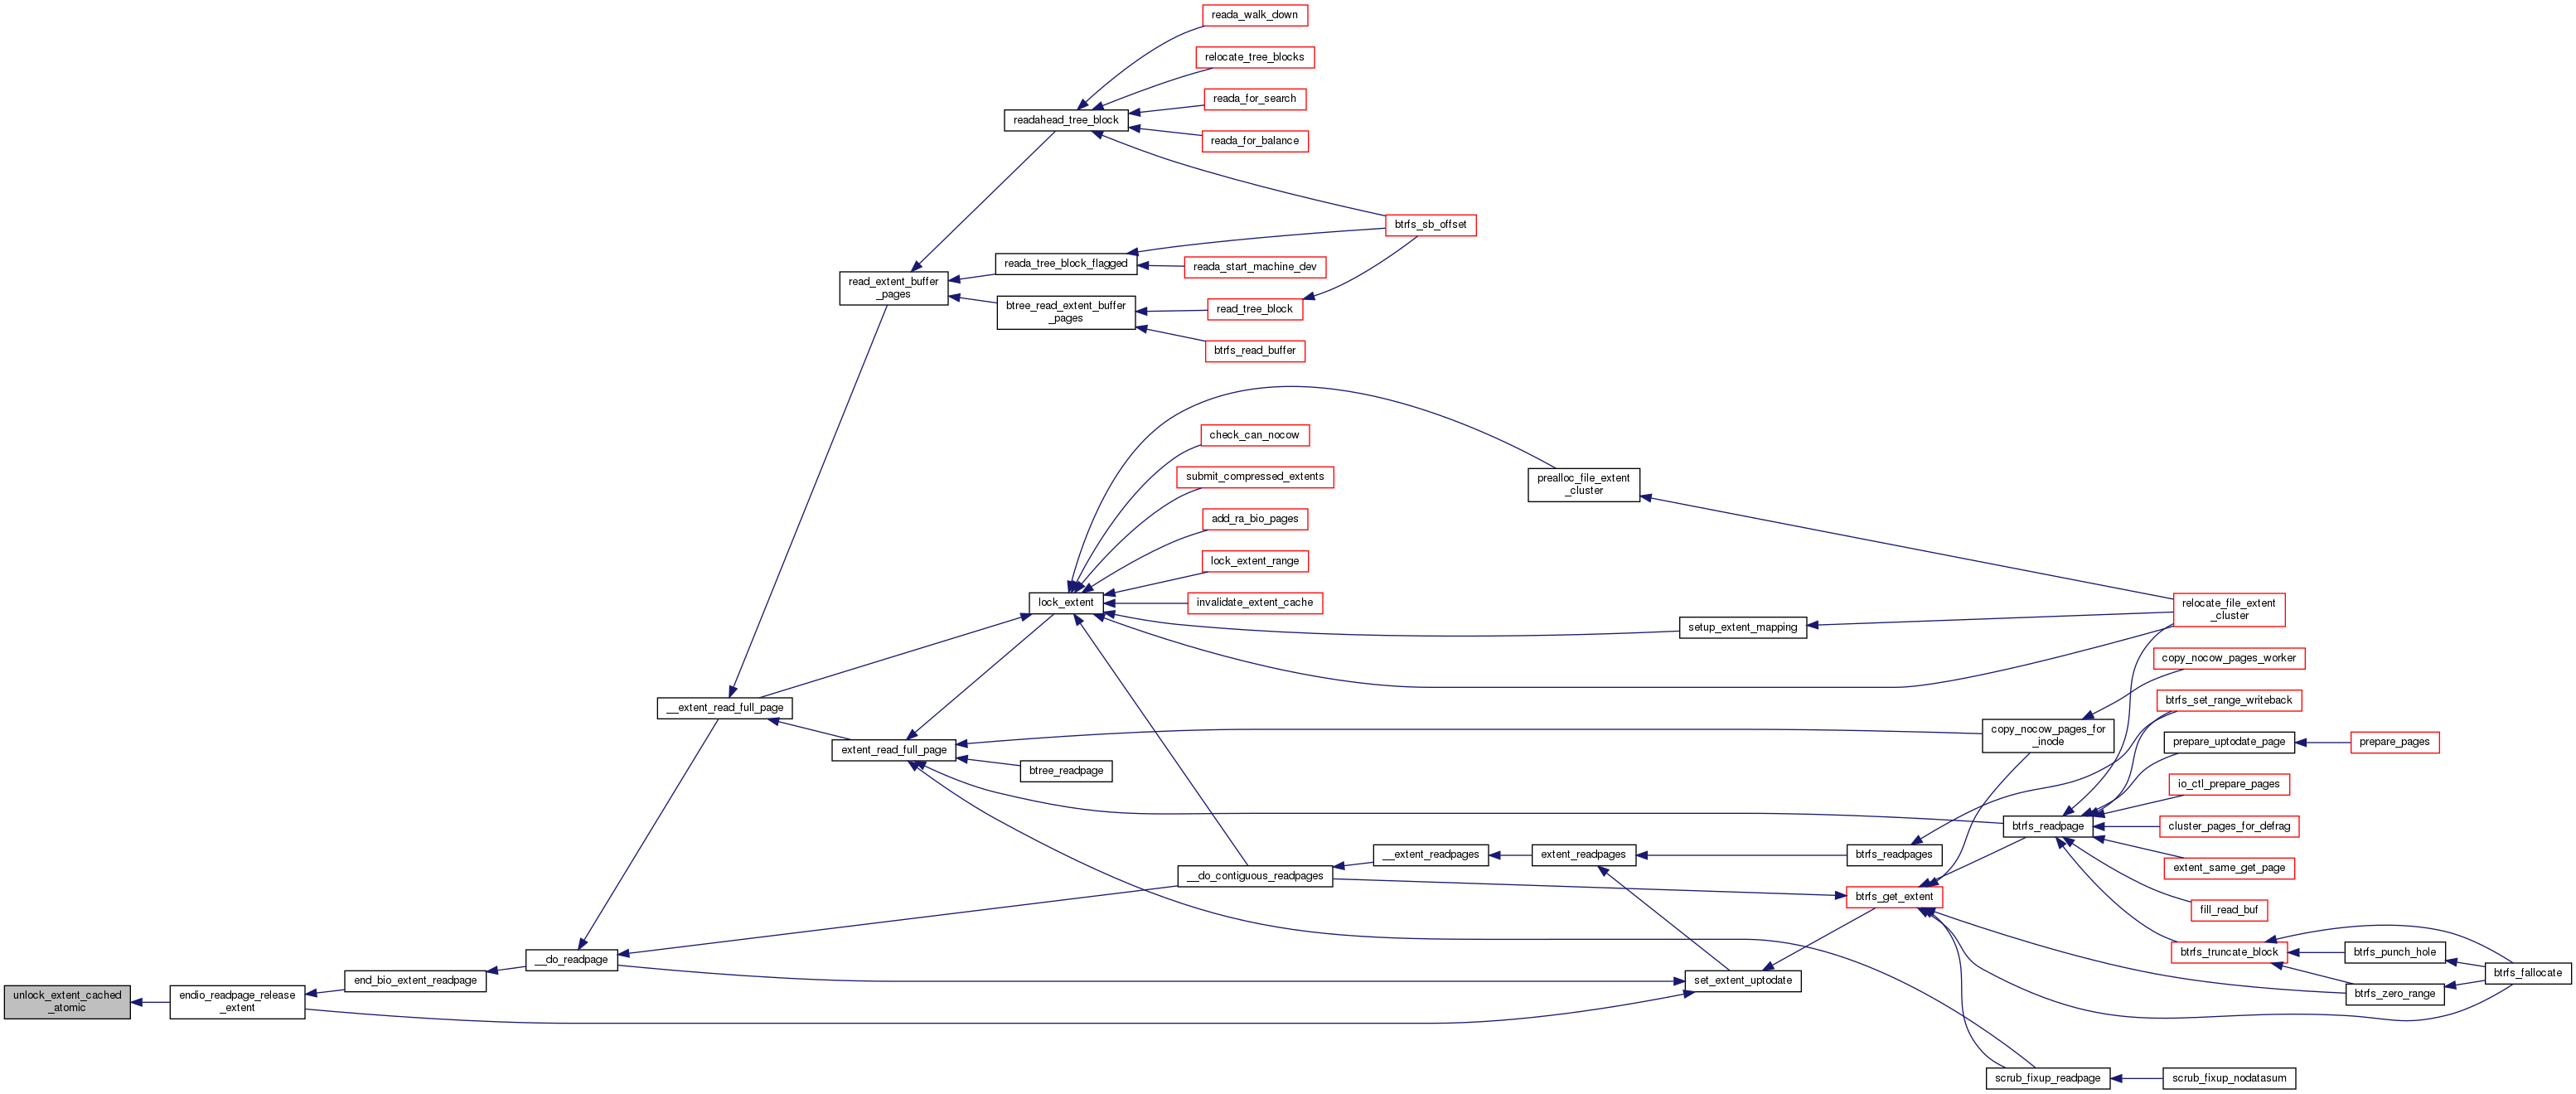 reada_walk_down
relocate_tree_blocks
reada_for_search
readahead_tree_block
reada_for_balance
btrfs_sb_offset
reada_tree_block_flagged
reada_start_machine_dev
read_extent_buffer
_pages
btree_read_extent_buffer
_pages
read_tree_block
btrfs_read_buffer
check_can_nocow
submit_compressed_extents
prealloc_file_extent
_cluster
add_ra_bio_pages
lock_extent_range
lock_extent
invalidate_extent_cache
relocate_file_extent
_cluster
setup_extent_mapping
copy_nocow_pages_worker
btrfs_set_range_writeback
__extent_read_full_page
copy_nocow_pages_for
_inode
prepare_uptodate_page
prepare_pages
extent_read_full_page
btree_readpage
io_ctl_prepare_pages
btrfs_readpage
cluster_pages_for_defrag
__extent_readpages
extent_readpages
btrfs_readpages
extent_same_get_page
__do_contiguous_readpages
btrfs_get_extent
fill_read_buf
btrfs_truncate_block
btrfs_punch_hole
__do_readpage
btrfs_fallocate
end_bio_extent_readpage
set_extent_uptodate
btrfs_zero_range
unlock_extent_cached
_atomic
endio_readpage_release
_extent
scrub_fixup_readpage
scrub_fixup_nodatasum